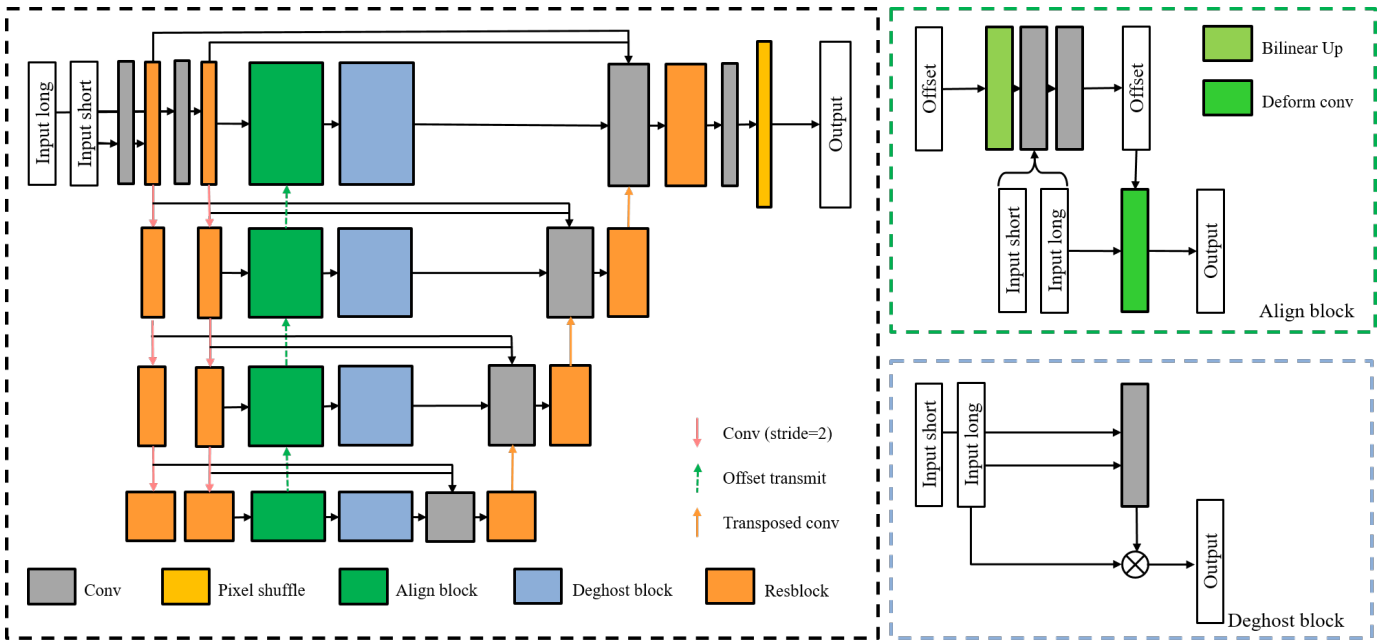 Input long
Input short
Output
Conv (stride=2)
Offset transmit
Transposed conv
Conv
Pixel shuffle
Align block
Deghost block
Resblock
Offset
Offset
Bilinear Up
Deform conv
Input short
Input long
Output
Align block
Input short
Input long
Output
Deghost block